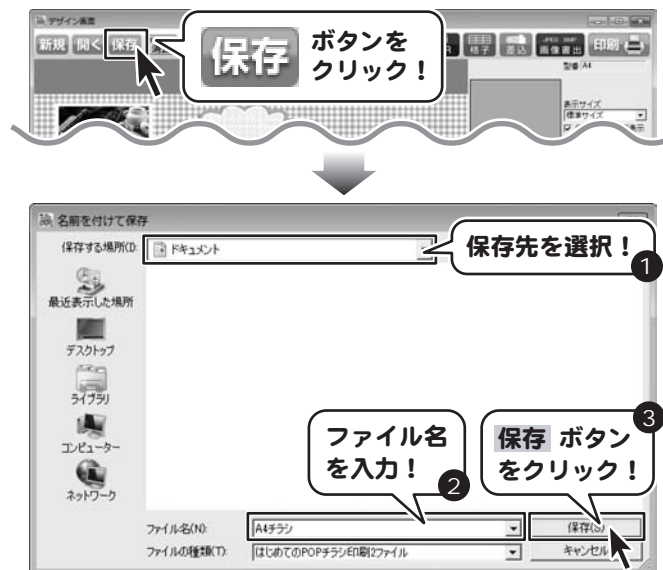 デザイン画面
新規 開く 保存
格子 差込 画像書出 印刷
型番 A4
表示サイズ
標準サイズ
保存 ボタンを
クリック！
名前を付けて保存
保存する場所(I): ドキュメント
保存先を選択！
1
最近表示した場所
デスクトップ
ライブラリ
コンピューター
ネットワーク
ファイル名
を入力！
2
3
保存 ボタン
をクリック！
ファイル名(N): A4チラシ 保存(S)
ファイルの種類(T): はじめてのPOPチラシ印刷2ファイル キャンセル